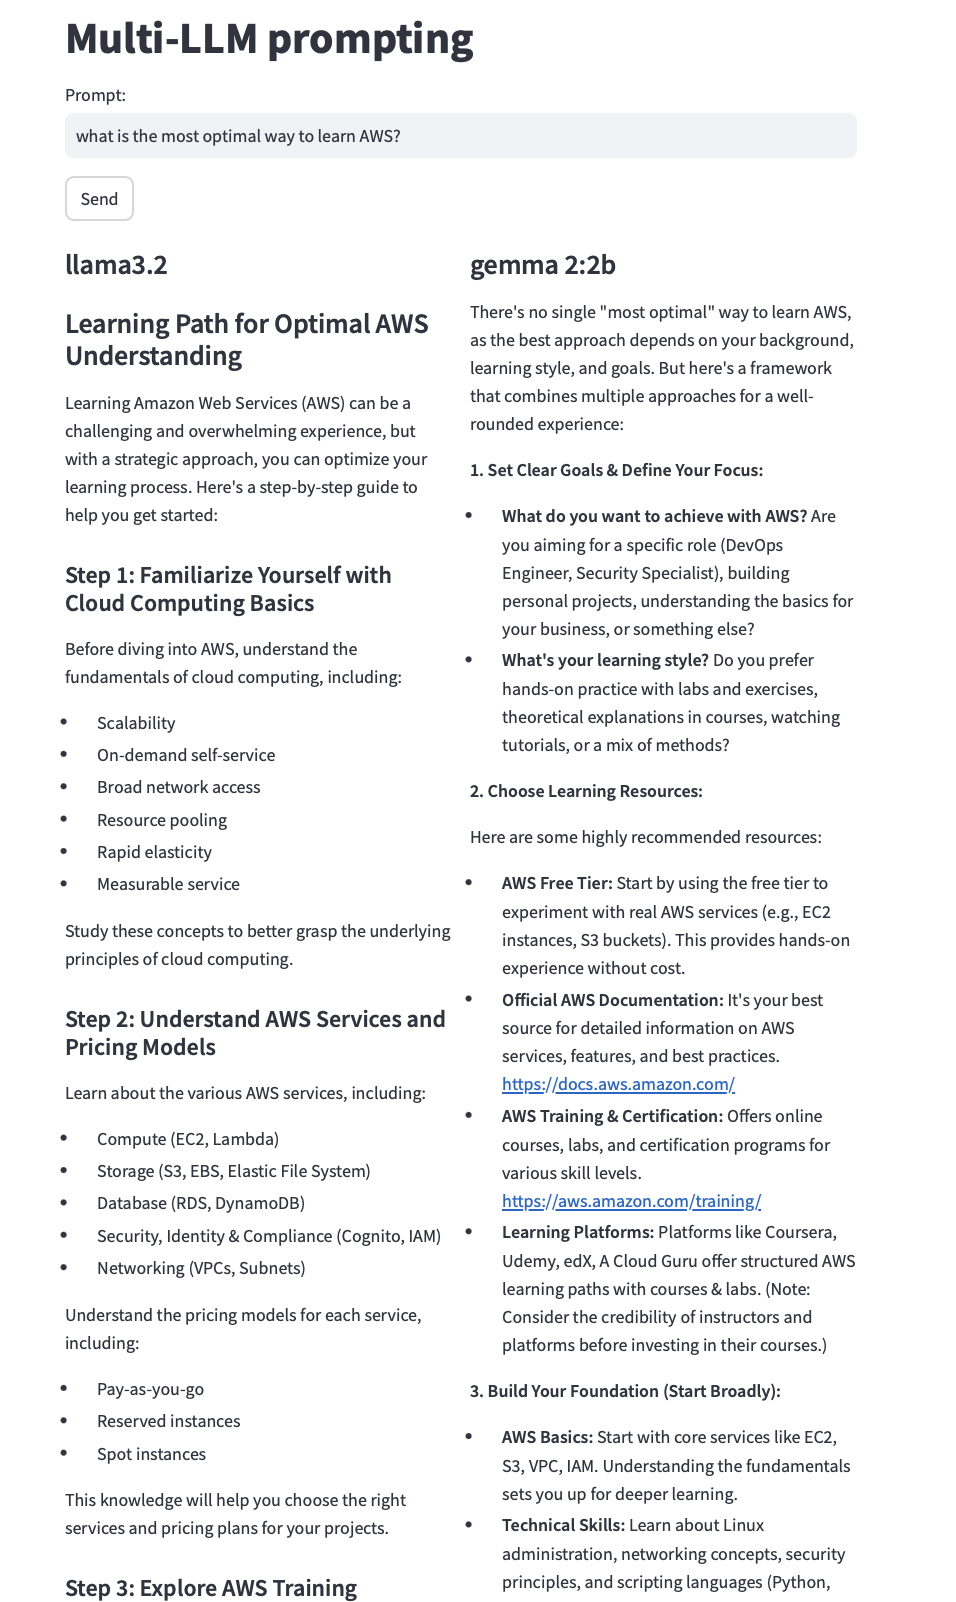 Multi-LLM prompting
Prompt:
what is the most optimal way to learn AWS?
Send
llama3.2
Learning Path for Optimal AWS
Understanding
Learning Amazon Web Services (AWS) can be a
challenging and overwhelming experience, but
with a strategic approach, you can optimize your
learning process. Here's a step-by-step guide to
help you get started:
Step 1: Familiarize Yourself with
Cloud Computing Basics
Before diving into AWS, understand the
fundamentals of cloud computing, including:
• Scalability
• On-demand self-service
• Broad network access
• Resource pooling
• Rapid elasticity
• Measurable service
Study these concepts to better grasp the underlying
principles of cloud computing.
Step 2: Understand AWS Services and
Pricing Models
Learn about the various AWS services, including:
• Compute (EC2, Lambda)
• Storage (S3, EBS, Elastic File System)
• Database (RDS, DynamoDB)
• Security, Identity & Compliance (Cognito, IAM)
• Networking (VPCs, Subnets)
Understand the pricing models for each service,
including:
• Pay-as-you-go
• Reserved instances
• Spot instances
This knowledge will help you choose the right
services and pricing plans for your projects.
Step 3: Explore AWS Training
gemma 2:2b
There's no single "most optimal" way to learn AWS,
as the best approach depends on your background,
learning style, and goals. But here's a framework
that combines multiple approaches for a well-
rounded experience:
1. Set Clear Goals & Define Your Focus:
• What do you want to achieve with AWS? Are
you aiming for a specific role (DevOps
Engineer, Security Specialist), building
personal projects, understanding the basics for
your business, or something else?
• What's your learning style? Do you prefer
hands-on practice with labs and exercises,
theoretical explanations in courses, watching
tutorials, or a mix of methods?
2. Choose Learning Resources:
Here are some highly recommended resources:
• AWS Free Tier: Start by using the free tier to
experiment with real AWS services (e.g., EC2
instances, S3 buckets). This provides hands-on
experience without cost.
• Official AWS Documentation: It's your best
source for detailed information on AWS
services, features, and best practices.
https://docs.aws.amazon.com/
• AWS Training & Certification: Offers online
courses, labs, and certification programs for
various skill levels.
https://aws.amazon.com/training/
• Learning Platforms: Platforms like Coursera,
Udemy, edX, A Cloud Guru offer structured AWS
learning paths with courses & labs. (Note:
Consider the credibility of instructors and
platforms before investing in their courses.)
3. Build Your Foundation (Start Broadly):
• AWS Basics: Start with core services like EC2,
S3, VPC, IAM. Understanding the fundamentals
sets you up for deeper learning.
• Technical Skills: Learn about Linux
administration, networking concepts, security
principles, and scripting languages (Python,